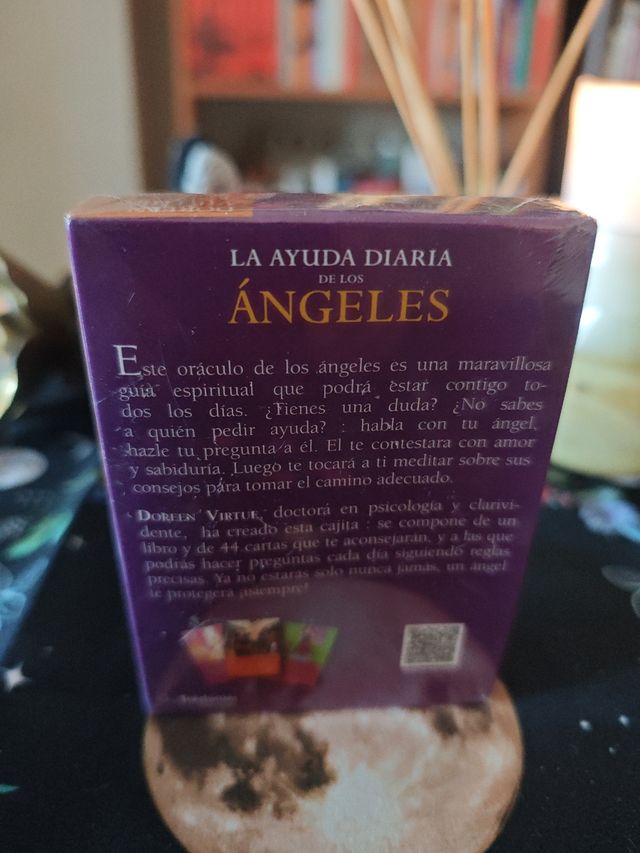 LA AYUDA DIARIA
DE LOS
ÁNGELES
Este oráculo de los ángeles es una maravillosa
guía espiritual que podrá estar contigo to-
dos los días. ¿Tienes una duda? ¿No sabes
a quién pedir ayuda? : habla con tu ángel,
hazle tu pregunta a él. El te contestara con amor
y sabiduría. Luego te tocará a ti meditar sobre sus
consejos para tomar el camino adecuado.
DOREEN VIRTUE, doctorá en psicología y clarivi-
dente, ha creado esta cajita : se compone de un
libro y de 44 cartas que te aconsejarán, y a las que
podrás hacer preguntas cada día siguiendo reglas
precisas. Ya no estarás solo nunca jamás, un ángel
te protegerá ¡siempre!